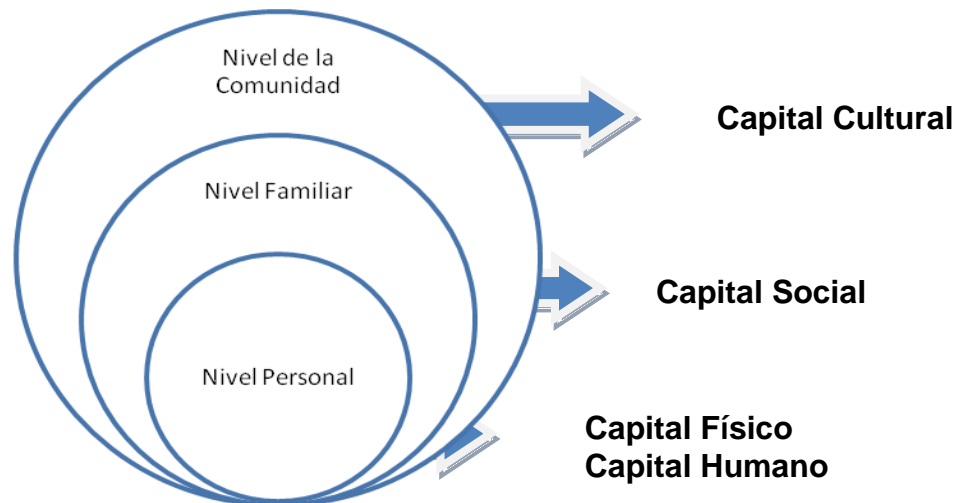 Nivel de la
Comunidad
Capital Cultural
Nivel Familiar
Capital Social
Nivel Personal
Capital Físico
Capital Humano